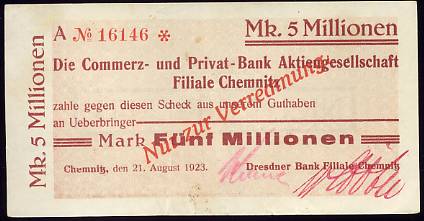 A № 16146 *
Mk. 5 Millionen
Mk. 5 Millionen
Die Commerz- und Privat-Bank Aktiengesellschaft
Filiale Chemnitz
zahle gegen diesen Scheck aus unserem Guthaben
an Ueberbringer
Mark Fünf Millionen
Nur zur Verrechnung
Chemnitz, den 21. August 1923.
Dresdner Bank Filiale Chemnitz